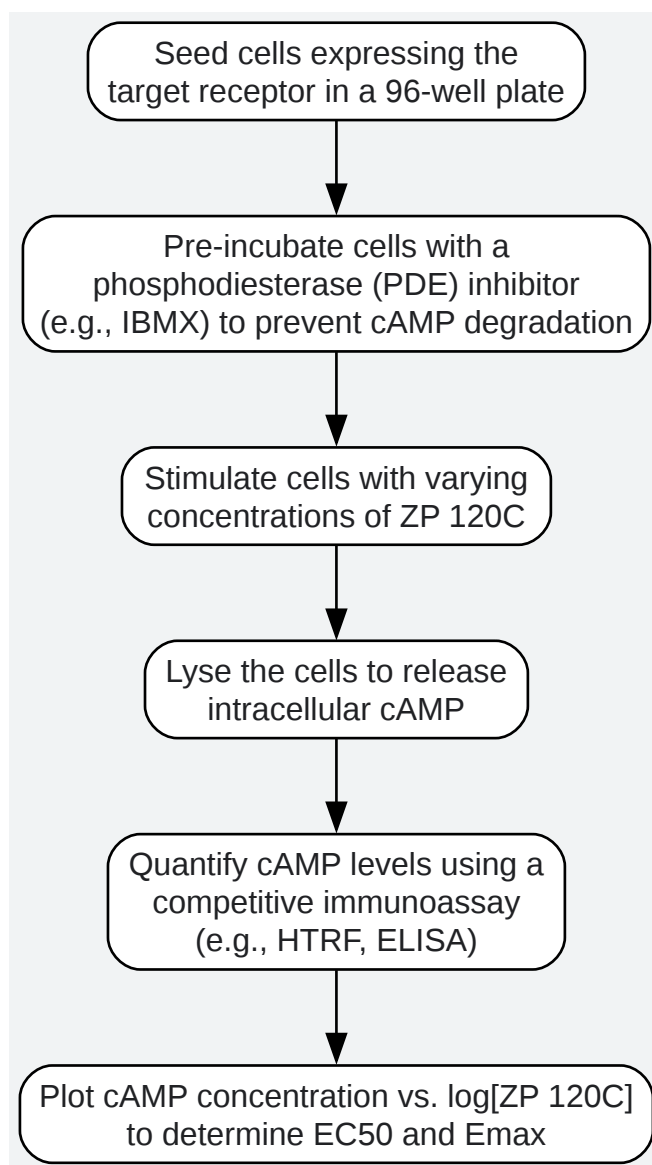 Seed cells expressing the
target receptor in a 96-well plate
Pre-incubate cells with a
phosphodiesterase (PDE) inhibitor
(e.g., IBMX) to prevent cAMP degradation
Stimulate cells with varying
concentrations of ZP 120C
Lyse the cells to release
intracellular cAMP
Quantify cAMP levels using a
competitive immunoassay
(e.g., HTRF, ELISA)
Plot cAMP concentration vs. log[ZP 120C]
to determine EC50 and Emax